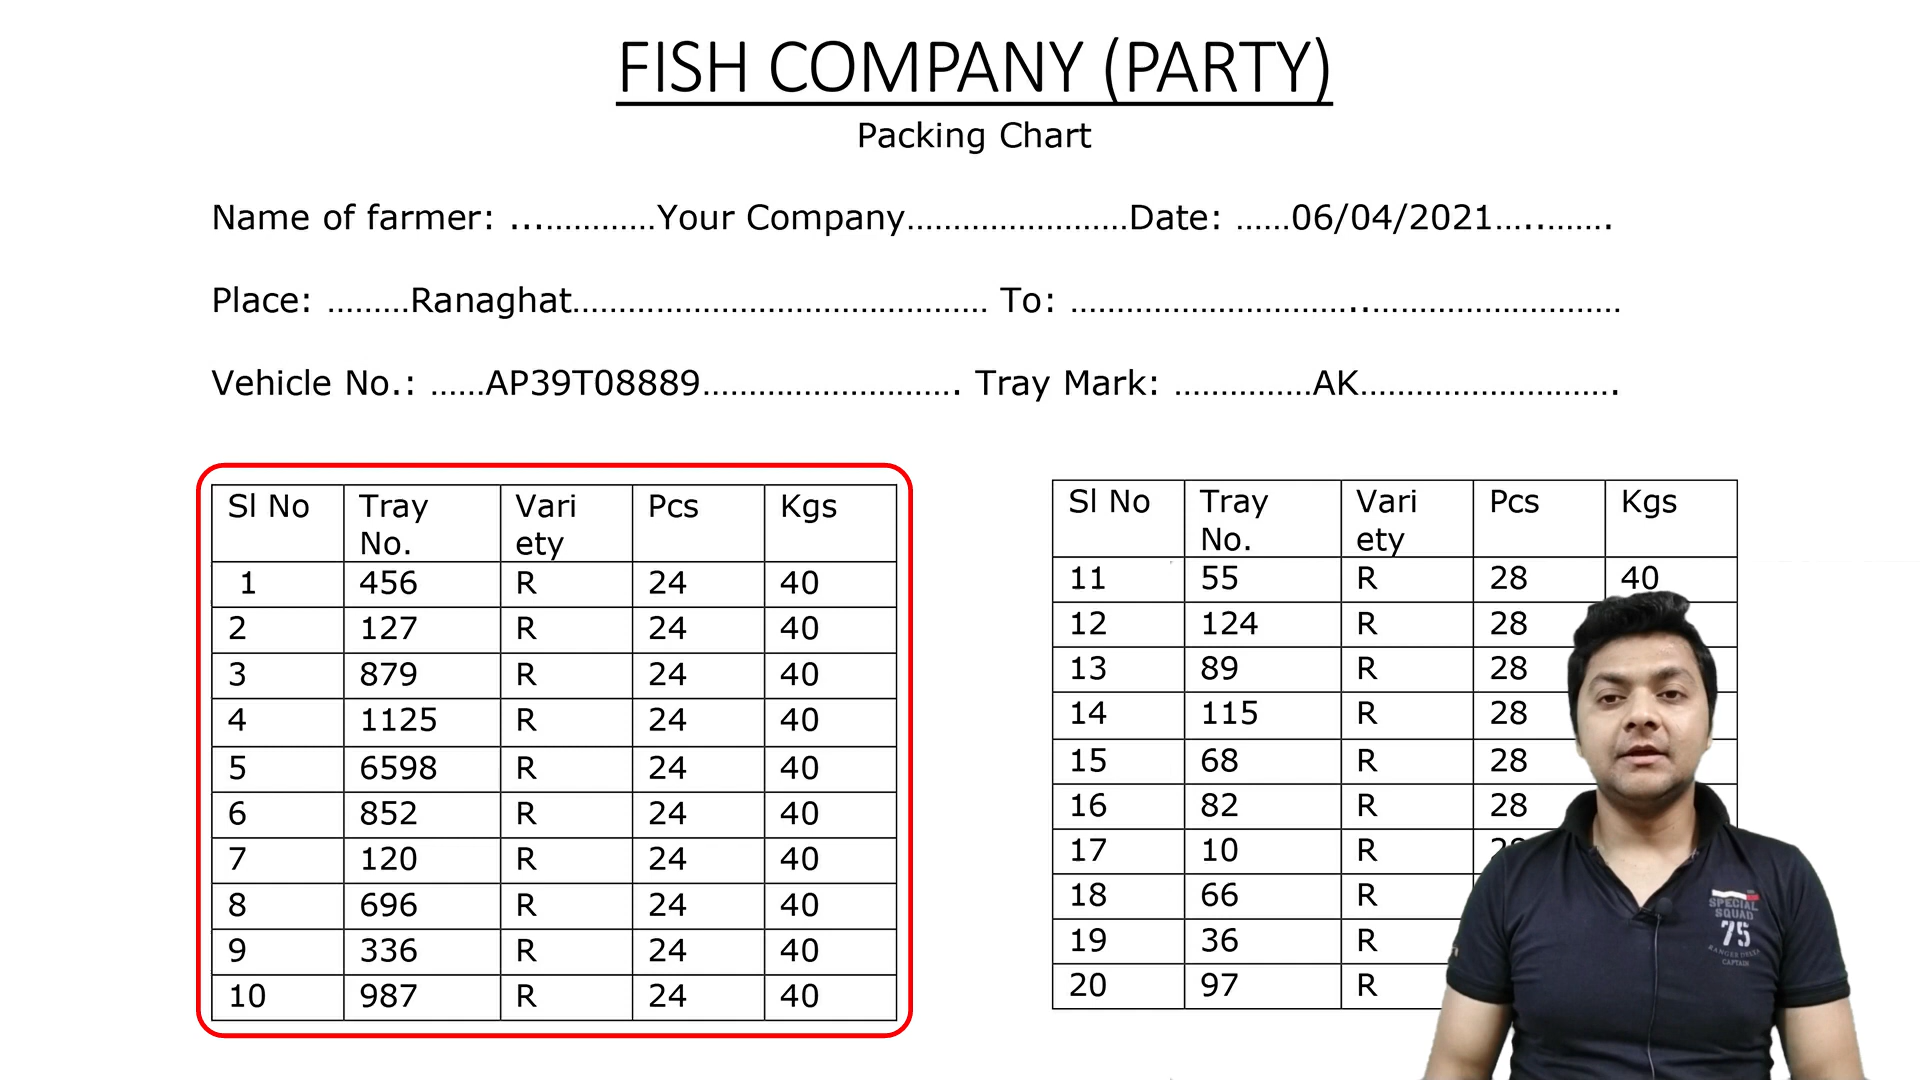 FISH COMPANY (PARTY)
Packing Chart
Name of farmer: ...............Your Company........................Date: ......06/04/2021............
Place: .........Ranaghat............................................. To: ............................................................
Vehicle No.: ......AP39T08889............................ Tray Mark: ...............AK............................
Sl No Tray No. Vari ety Pcs Kgs
1 456 R 24 40
2 127 R 24 40
3 879 R 24 40
4 1125 R 24 40
5 6598 R 24 40
6 852 R 24 40
7 120 R 24 40
8 696 R 24 40
9 336 R 24 40
10 987 R 24 40
Sl No Tray No. Vari ety Pcs Kgs
11 55 R 28 40
12 124 R 28
13 89 R 28
14 115 R 28
15 68 R 28
16 82 R 28
17 10 R
18 66 R
19 36 R
20 97 R
SPECIAL
SQUAD
75
RANGER DELTA
CAPTAIN